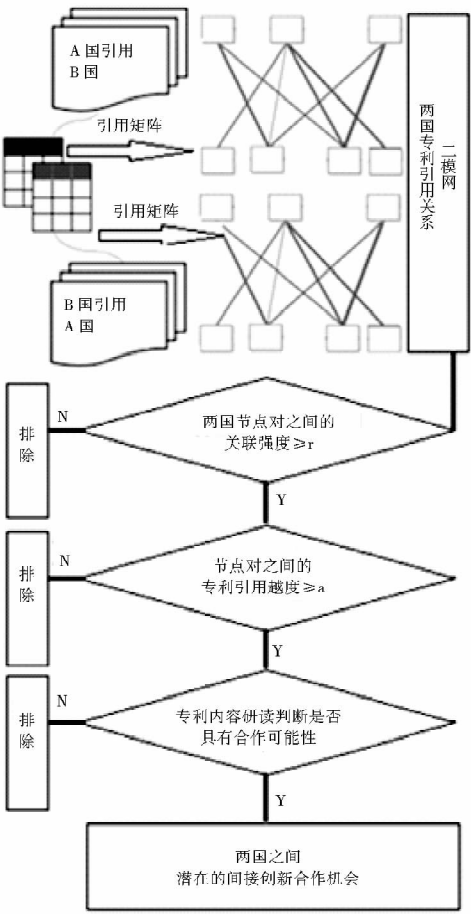 A 国引用
B国
引用矩阵
引用矩阵
B 国引用
A 国
二模网
两国专利引用关系
两国节点对之间的
关联强度≥r
N
排除
Y
节点对之间的
专利引用越度≥a
N
排除
Y
专利内容研读判断是否
具有合作可能性
N
排除
Y
两国之间
潜在的间接创新合作机会